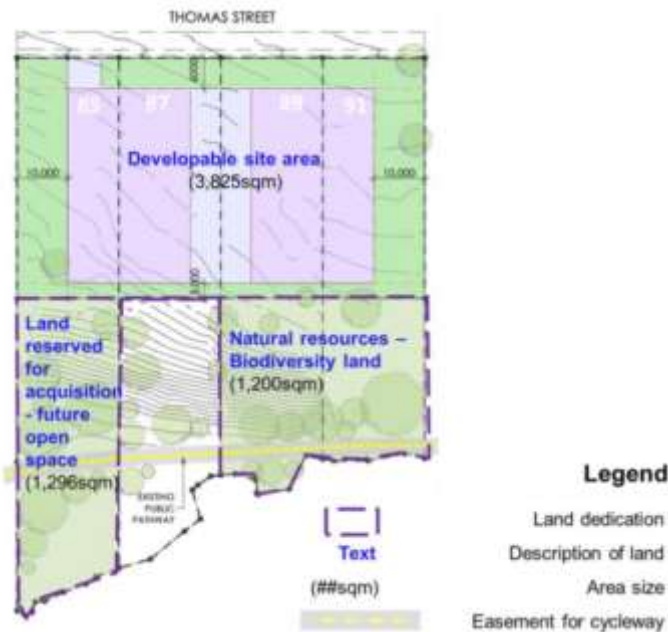 THOMAS STREET
6000
85 87 89 91
Developable site area
(3,825sqm)
10,000 10,000
Land
reserved
for
acquisition
- future
open
space
(1,296sqm)
Natural resources –
Biodiversity land
(1,200sqm)
EXISTING
PUBLIC
PATHWAY
Legend
Land dedication
Text Description of land
(##sqm) Area size
Easement for cycleway